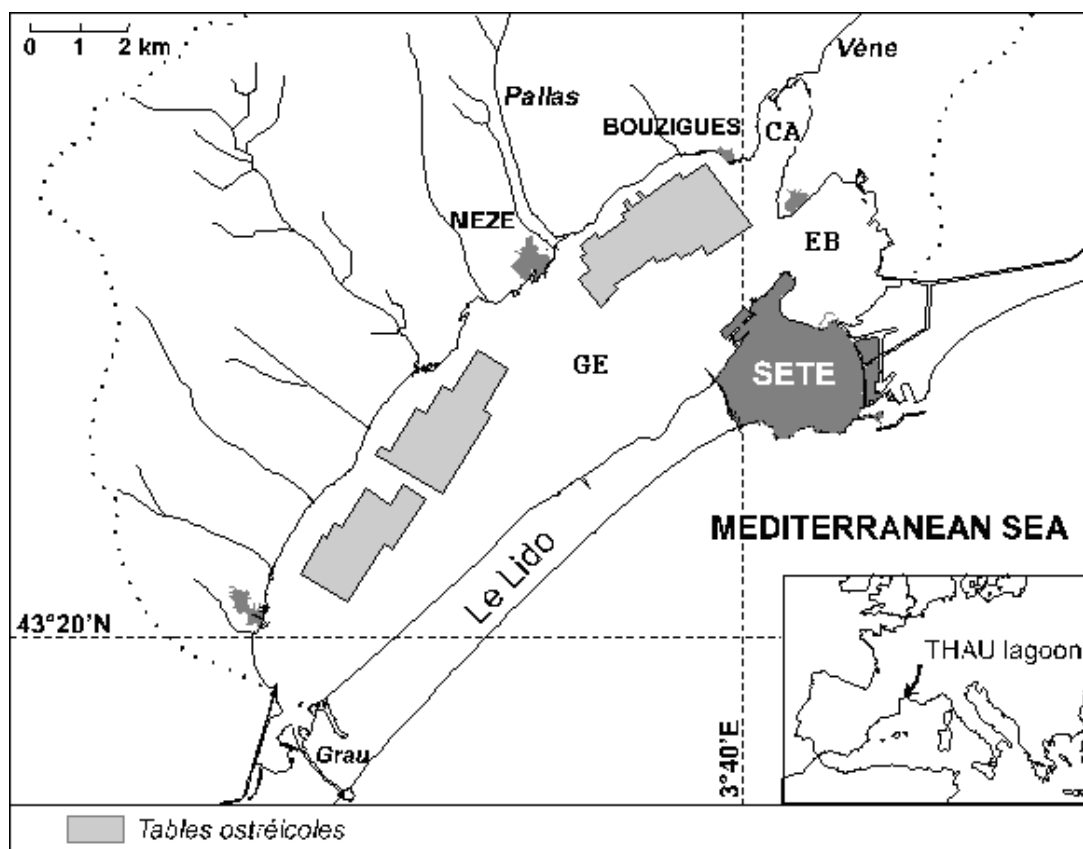 0 1 2 km
Vène
Pallas
BOUZIGUES
CA
MEZE
EB
GE
SETE
MEDITERRANEAN SEA
Le Lido
43°20'N
THAU lagoon
Grau
3°40'E
Tables ostréicoles